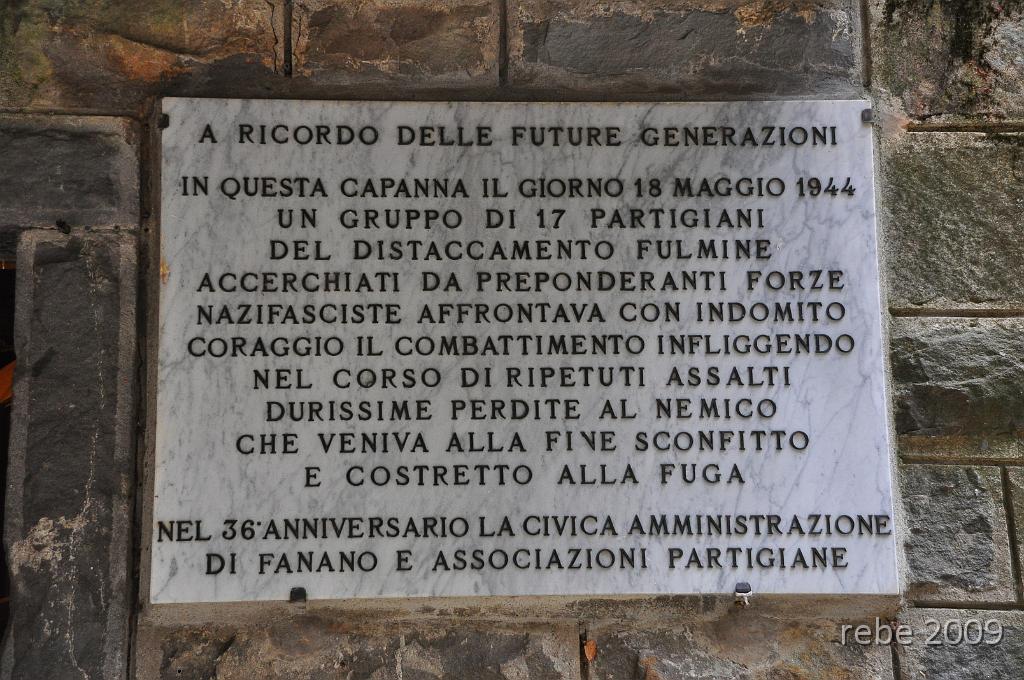 A RICORDO DELLE FUTURE GENERAZIONI
IN QUESTA CAPANNA IL GIORNO 18 MAGGIO 1944
UN GRUPPO DI 17 PARTIGIANI
DEL DISTACCAMENTO FULMINE
ACCERCHIATI DA PREPONDERANTI FORZE
NAZIFASCISTE AFFRONTAVA CON INDOMITO
CORAGGIO IL COMBATTIMENTO INFLIGGENDO
NEL CORSO DI RIPETUTI ASSALTI
DURISSIME PERDITE AL NEMICO
CHE VENIVA ALLA FINE SCONFITTO
E COSTRETTO ALLA FUGA
NEL 36° ANNIVERSARIO LA CIVICA AMMINISTRAZIONE
DI FANANO E ASSOCIAZIONI PARTIGIANE
rebe 2009